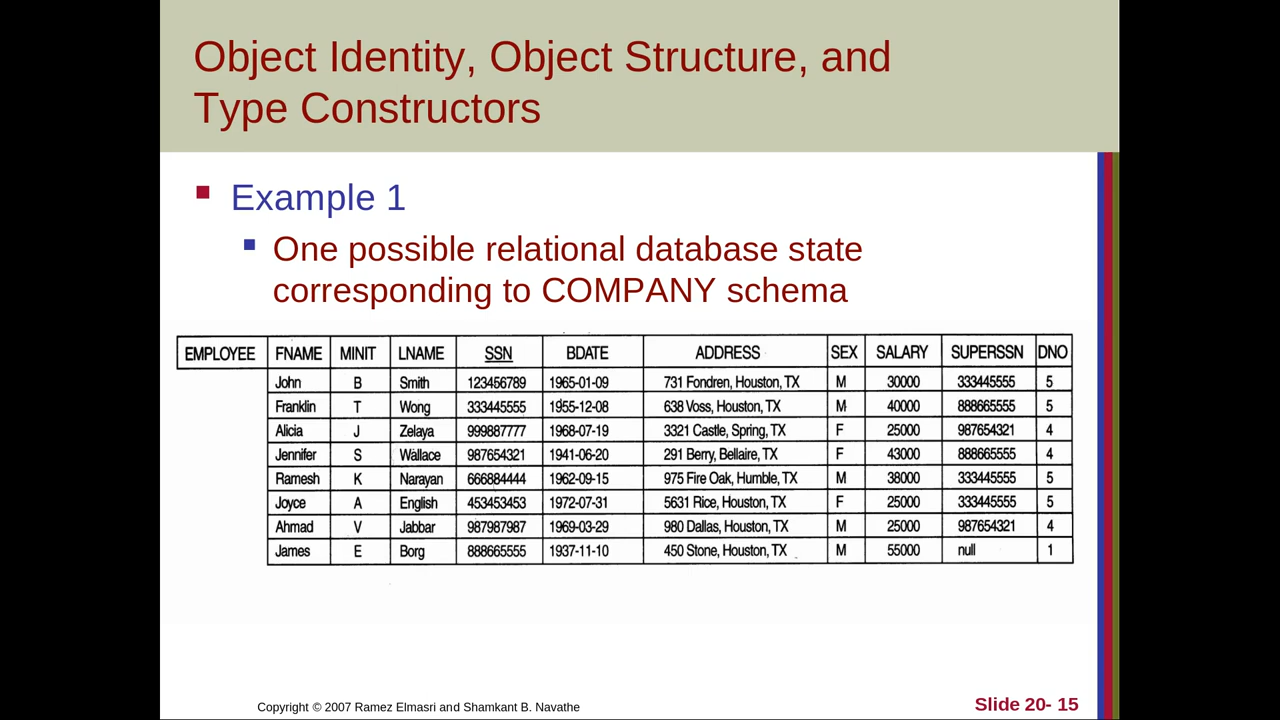 Object Identity, Object Structure, and
Type Constructors
Example 1
One possible relational database state
corresponding to COMPANY schema
EMPLOYEE FNAME MINIT LNAME SSN BDATE ADDRESS SEX SALARY SUPERSSN DNO
John B Smith 123456789 1965-01-09 731 Fondren, Houston, TX M 30000 333445555 5
Franklin T Wong 333445555 1955-12-08 638 Voss, Houston, TX M 40000 888665555 5
Alicia J Zelaya 999887777 1968-07-19 3321 Castle, Spring, TX F 25000 987654321 4
Jennifer S Wallace 987654321 1941-06-20 291 Berry, Bellaire, TX F 43000 888665555 4
Ramesh K Narayan 666884444 1962-09-15 975 Fire Oak, Humble, TX M 38000 333445555 5
Joyce A English 453453453 1972-07-31 5631 Rice, Houston, TX F 25000 333445555 5
Ahmad V Jabbar 987987987 1969-03-29 980 Dallas, Houston, TX M 25000 987654321 4
James E Borg 888665555 1937-11-10 450 Stone, Houston, TX M 55000 null 1
Copyright © 2007 Ramez Elmasri and Shamkant B. Navathe
Slide 20- 15